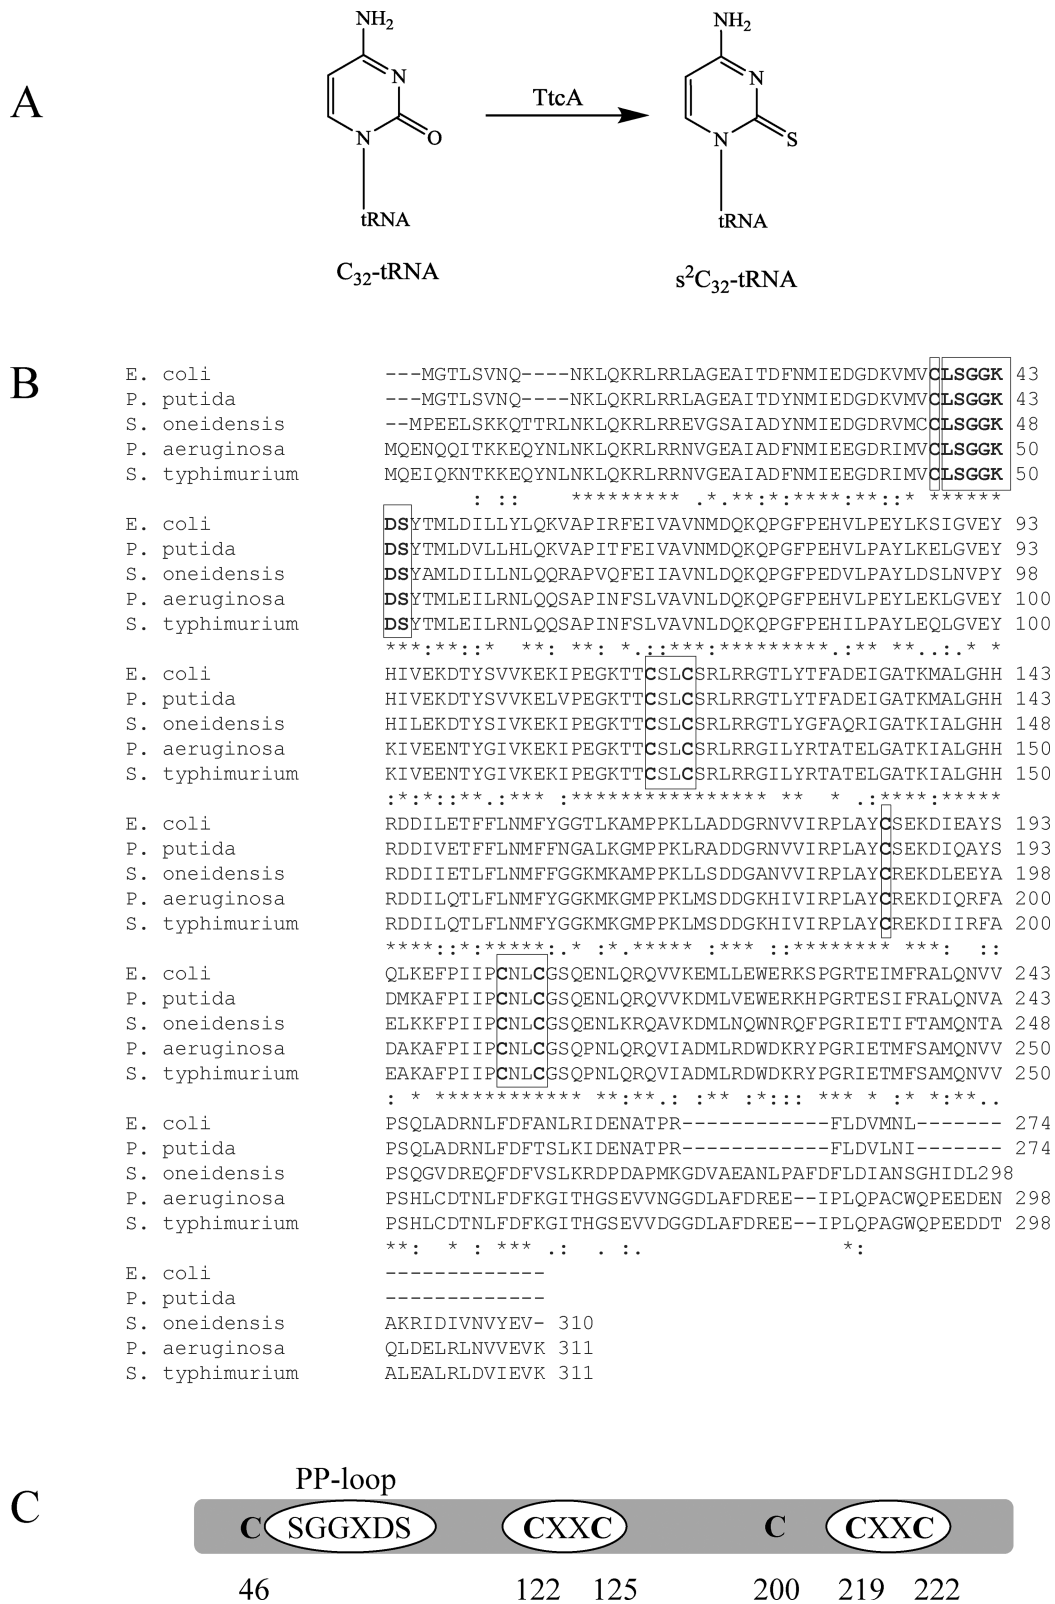 A
NH2
N
N
O
tRNA
C32-tRNA
TtcA
NH2
N
N
S
tRNA
s2C32-tRNA
B
E. coli ---MGTLSVNQ----NKLQKRLRRLAGEAITDFNMIEDGDKVMVCLSGGK 43
P. putida ---MGTLSVNQ----NKLQKRLRRLAGEAITDYNMIEDGDKVMVCLSGGK 43
S. oneidensis --MPEELSKKQTTRLNKLQKRLRREVGSAIADYNMIEDGDRVMCCLSGGK 48
P. aeruginosa MQENQQITKKEQYNLNKLQKRLRRNVGEAIADFNMIEEGDRIMVCLSGGK 50
S. typhimurium MQEIQKNTKKEQYNLNKLQKRLRRNVGEAIADFNMIEEGDRIMVCLSGGK 50
: :: ********* .*.**:****:**::* ******
E. coli DSYTMLDILLYLQKVAPIRFEIVAVNMDQKQPGFPEHVLPEYLKSIGVEY 93
P. putida DSYTMLDVLLHLQKVAPITFEIVAVNMDQKQPGFPEHVLPAYLKELGVEY 93
S. oneidensis DSYAMLDILLNLQQRAPVQFEIIAVNLDQKQPGFPEDVLPAYLDSLNVPY 98
P. aeruginosa DSYTMLEILRNLQQSAPINFSLVAVNLDQKQPGFPEHVLPEYLEKLGVEY 100
S. typhimurium DSYTMLEILRNLQQSAPINFSLVAVNLDQKQPGFPEHILPAYLEQLGVEY 100
***:**::* **: **: *.::***:*********.:** **..:.* *
E. coli HIVEKDTYSVVKEKIPEGKTTCSLCSRLRRGTLYTFADEIGATKMALGHH 143
P. putida HIVEKDTYSVVKELVPEGKTTCSLCSRLRRGTLYTFADEIGATKMALGHH 143
S. oneidensis HILEKDTYSIVKEKIPEGKTTCSLCSRLRRGTLYGFAQRIGATKIALGHH 148
P. aeruginosa KIVEENTYGIVKEKIPEGKTTCSLCSRLRRGILYRTATELGATKIALGHH 150
S. typhimurium KIVEENTYGIVKEKIPEGKTTCSLCSRLRRGILYRTATELGATKIALGHH 150
:*:*::**.:*** :**************** ** * .:****:*****
E. coli RDDILETFFLNMFYGGTLKAMPPKLLADDGRNVVIRPLAYCSEKDIEAYS 193
P. putida RDDIVETFFLNMFFNGALKGMPPKLRADDGRNVVIRPLAYCSEKDIQAYS 193
S. oneidensis RDDIIETLFLNMFFGGKMKAMPPKLLSDDGANVVIRPLAYCREKDLEEYA 198
P. aeruginosa RDDILQTLFLNMFYGGKMKGMPPKLMSDDGKHIVIRPLAYCREKDIQRFA 200
S. typhimurium RDDILQTLFLNMFYGGKMKGMPPKLMSDDGKHIVIRPLAYCREKDIIRFA 200
****::*:*****:.* :*.***** :*** ::******** ***: ::
E. coli QLKEFPIIPCNLCGSQENLQRQVVKEMLLEWERKSPGRTEIMFRALQNVV 243
P. putida DMKAFPIIPCNLCGSQENLQRQVVKDMLVEWERKHPGRTESIFRALQNVA 243
S. oneidensis ELKKFPIIPCNLCGSQENLKRQAVKDMLNQWNRQFPGRIETIFTAMQNTA 248
P. aeruginosa DAKAFPIIPCNLCGSQPNLQRQVIADMLRDWDKRYPGRIETMFSAMQNVV 250
S. typhimurium EAKAFPIIPCNLCGSQPNLQRQVIADMLRDWDKRYPGRIETMFSAMQNVV 250
: * ************ **:**.: :** :*::: *** * :* *:**..
E. coli PSQLADRNLFDFANLRIDENATPR------------FLDVMNL------- 274
P. putida PSQLADRNLFDFTSLKIDENATPR------------FLDVLNI------- 274
S. oneidensis PSQGVDREQFDFVSLKRDPDAPMKGDVAEANLPAFDFLDIANSGHIDL298
P. aeruginosa PSHLCDTNLFDFKGITHGSEVVNGGDLAFDREE--IPLQPACWQPEEDEN 298
S. typhimurium PSHLCDTNLFDFKGITHGSEVVDGGDLAFDREE--IPLQPAGWQPEEDDT 298
**: * : *** .: . :. *:
E. coli -------------
P. putida -------------
S. oneidensis AKRIDIVNVYEV- 310
P. aeruginosa QLDELRLNVVEVK 311
S. typhimurium ALEALRLDVIEVK 311
C
PP-loop
C SGGXDS CXXC C CXXC
46 122 125 200 219 222